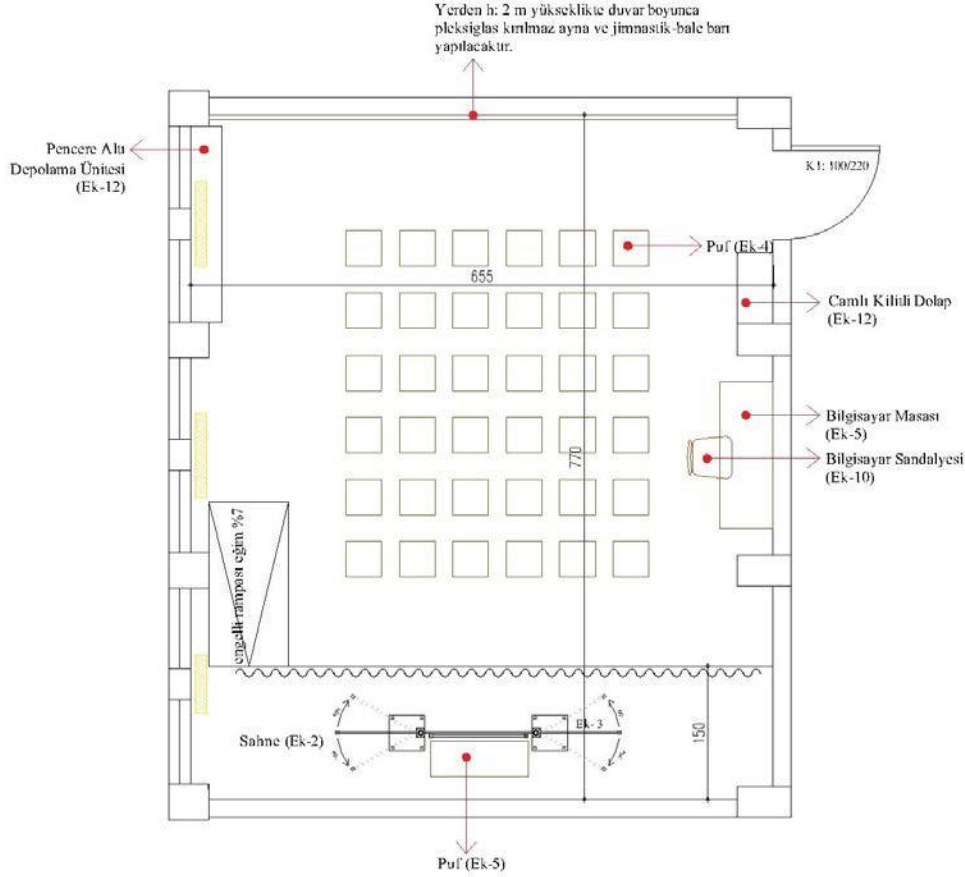 Yerden h: 2 m yükseklikte duvar boyunca
pleksiglas kırılmaz ayna ve jimnastik-bale barı
yapılacaktır.
Pencere Altı
Depolama Ünitesi
(Ek-12)
K1: 100/220
Puf (Ek-4)
655
Camlı Kilitli Dolap
(Ek-12)
Bilgisayar Masası
(Ek-5)
770
Bilgisayar Sandalyesi
(Ek-10)
engelli rampası eğim %7
Ek- 3
Sahne (Ek-2)
150
Puf (Ek-5)